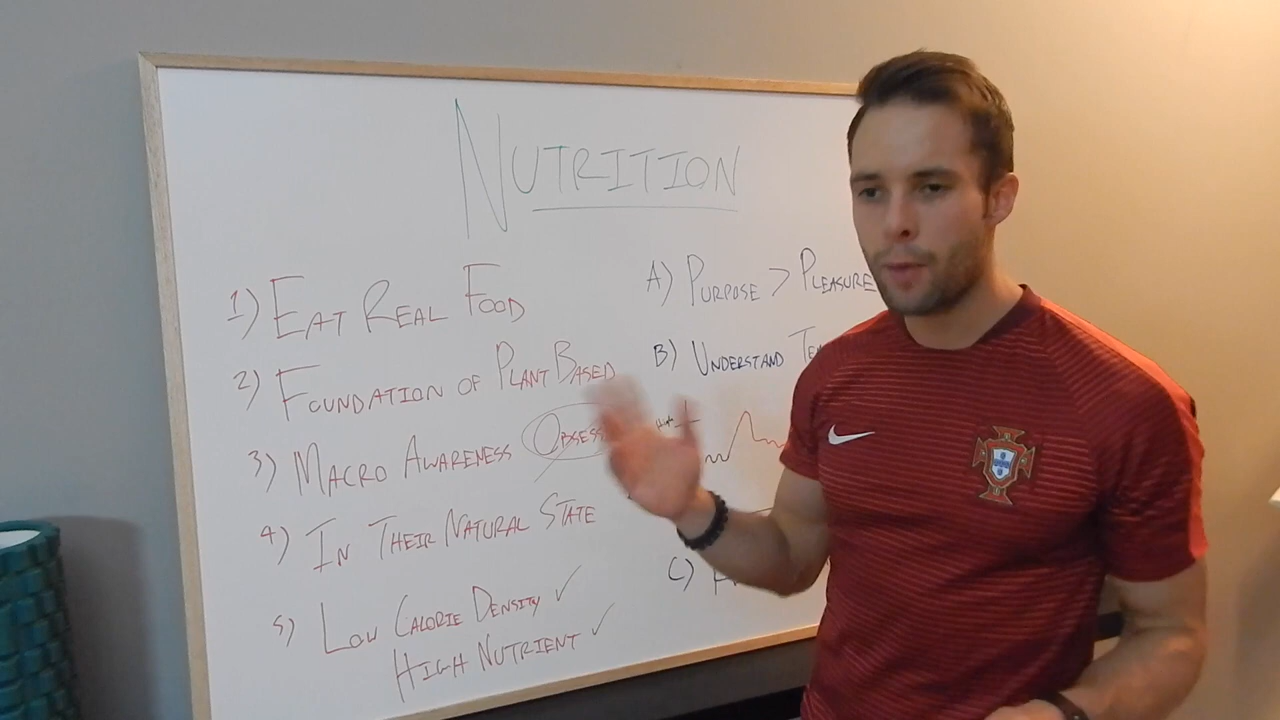 NUTRITION
1) EAT REAL FOOD
2) FOUNDATION OF PLANT BASED
3) MACRO AWARENESS
4) IN THEIR NATURAL STATE
5) LOW CALORIE DENSITY ✓
HIGH NUTRIENT ✓
A) PURPOSE > PLEASURE
B) UNDERSTAND
C)